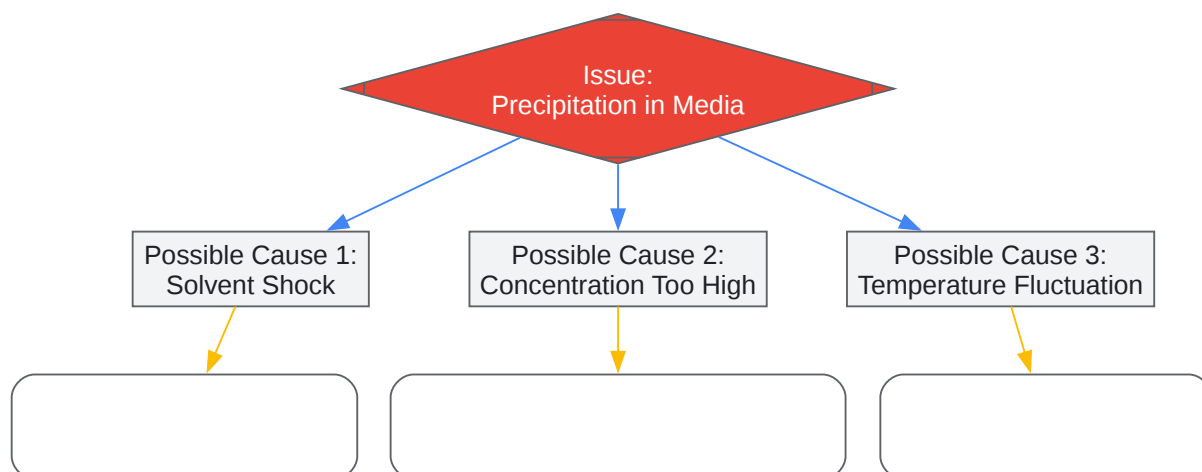 Issue:
Precipitation in Media
Possible Cause 1:
Solvent Shock
Possible Cause 2:
Concentration Too High
Possible Cause 3:
Temperature Fluctuation